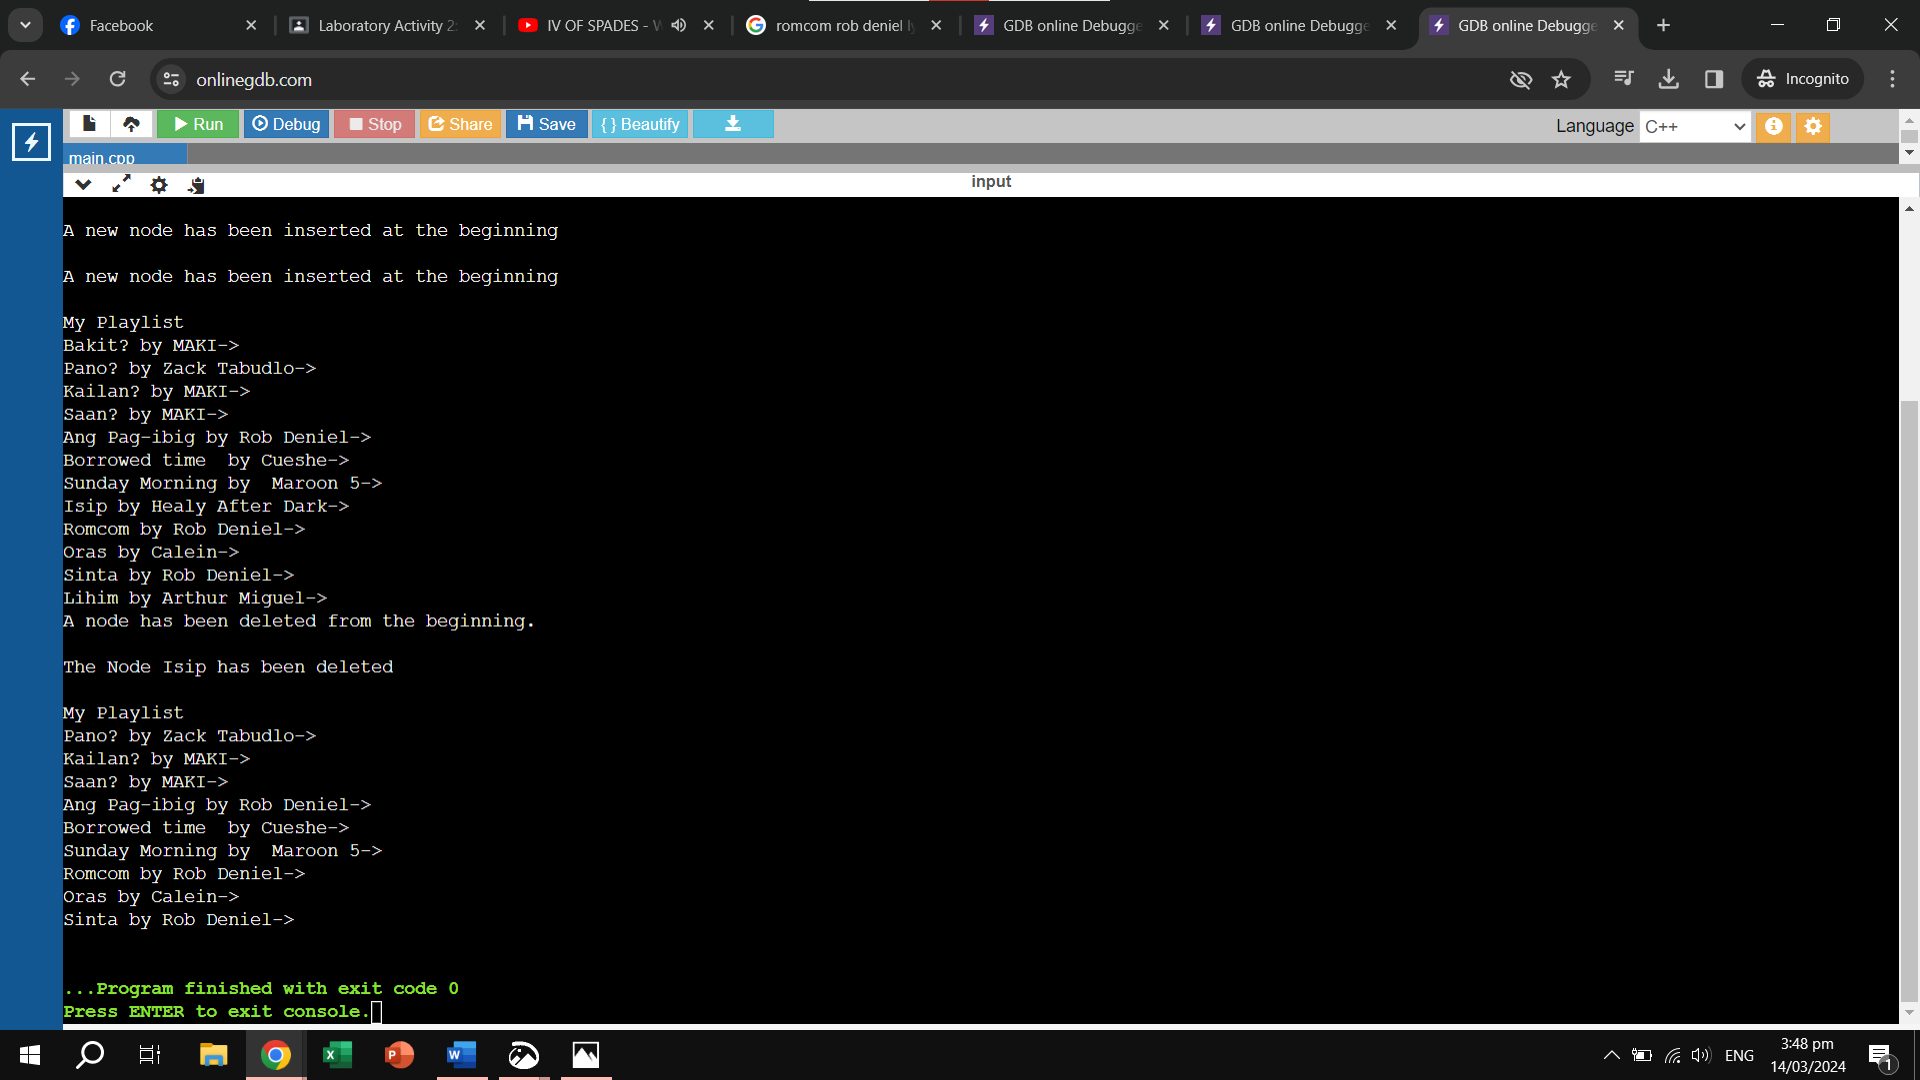 Facebook
Laboratory Activity 2
IV OF SPADES - W
romcom rob deniel ly
GDB online Debugge
GDB online Debugge
GDB online Debugge
onlinegdb.com
Incognito
Run
Debug
Stop
Share
Save
{ } Beautify
Language
C++
main.cpp
input
A new node has been inserted at the beginning
A new node has been inserted at the beginning
My Playlist
Bakit? by MAKI->
Pano? by Zack Tabudlo->
Kailan? by MAKI->
Saan? by MAKI->
Ang Pag-ibig by Rob Deniel->
Borrowed time  by Cueshe->
Sunday Morning by  Maroon 5->
Isip by Healy After Dark->
Romcom by Rob Deniel->
Oras by Calein->
Sinta by Rob Deniel->
Lihim by Arthur Miguel->
A node has been deleted from the beginning.
The Node Isip has been deleted
My Playlist
Pano? by Zack Tabudlo->
Kailan? by MAKI->
Saan? by MAKI->
Ang Pag-ibig by Rob Deniel->
Borrowed time  by Cueshe->
Sunday Morning by  Maroon 5->
Romcom by Rob Deniel->
Oras by Calein->
Sinta by Rob Deniel->
...Program finished with exit code 0
Press ENTER to exit console.
ENG
3:48 pm
14/03/2024
1